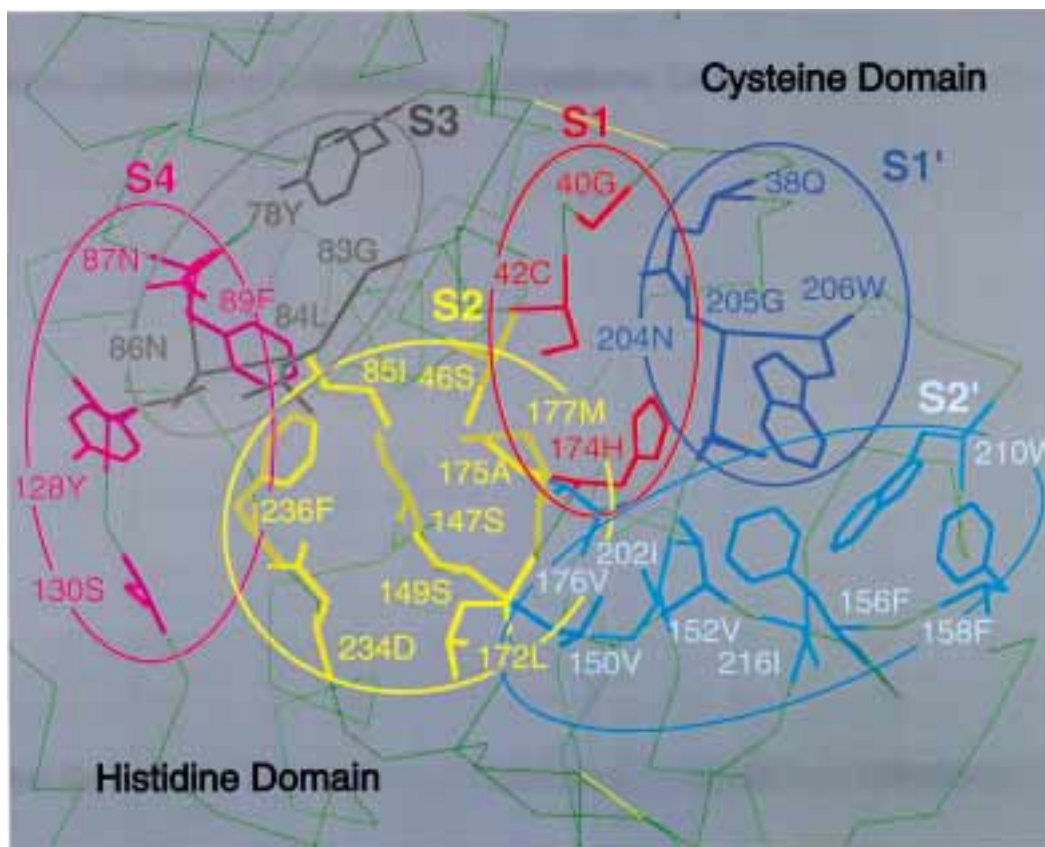 Cysteine Domain
S3
S1
S1'
S4
40G
38Q
78Y
83G
87N
42C
89F
84L
S2
205G
206W
86N
204N
85I
46S
S2'
177M
174H
210W
175A
128Y
236F
147S
202I
130S
149S
176V
156F
152V
158F
234D
172L
150V
216I
Histidine Domain